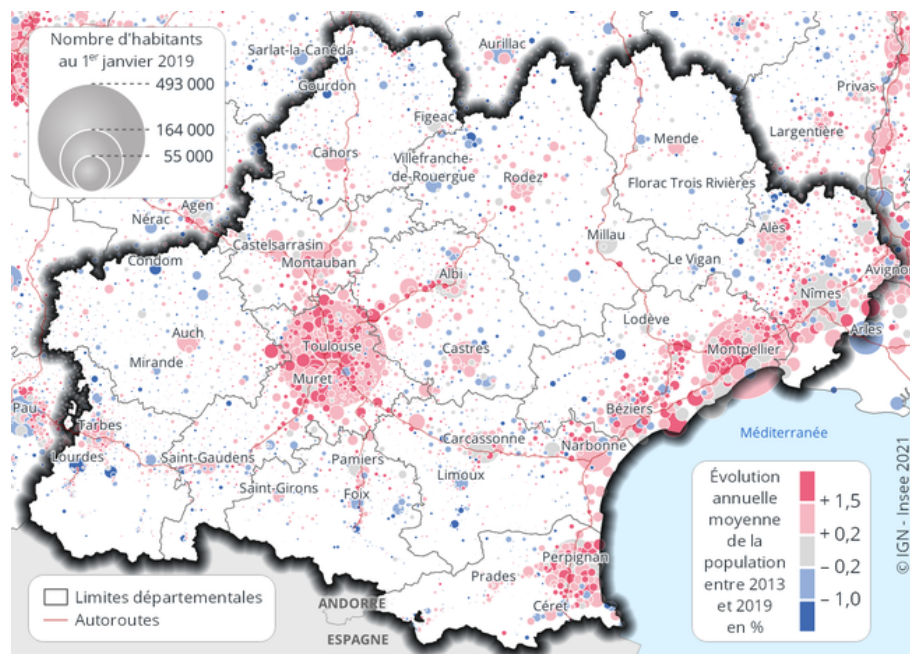 Nombre d'habitants
au 1er janvier 2019
493 000
164 000
55 000
Sarlat-la-Canéda
Aurillac
Gourdon
Privas
Figeac
Largentière
Mende
Cahors
Villefranche-
de-Rouergue
Rodez
Florac Trois Rivières
Agen
Nérac
Alès
Castelsarrasin
Millau
Montauban
Le Vigan
Condom
Albi
Avignon
Nîmes
Lodève
Arles
Auch
Toulouse
Castres
Montpellier
Mirande
Muret
Béziers
Pau
Tarbes
Carcassonne
Narbonne
Méditerranée
Lourdes
Saint-Gaudens
Pamiers
Limoux
Saint-Girons
Foix
Perpignan
Prades
Céret
ANDORRE
ESPAGNE
Limites départementales
Autoroutes
Évolution
annuelle
moyenne
de la
population
entre 2013
et 2019
en %
+ 1,5
+ 0,2
– 0,2
– 1,0
© IGN - Insee 2021